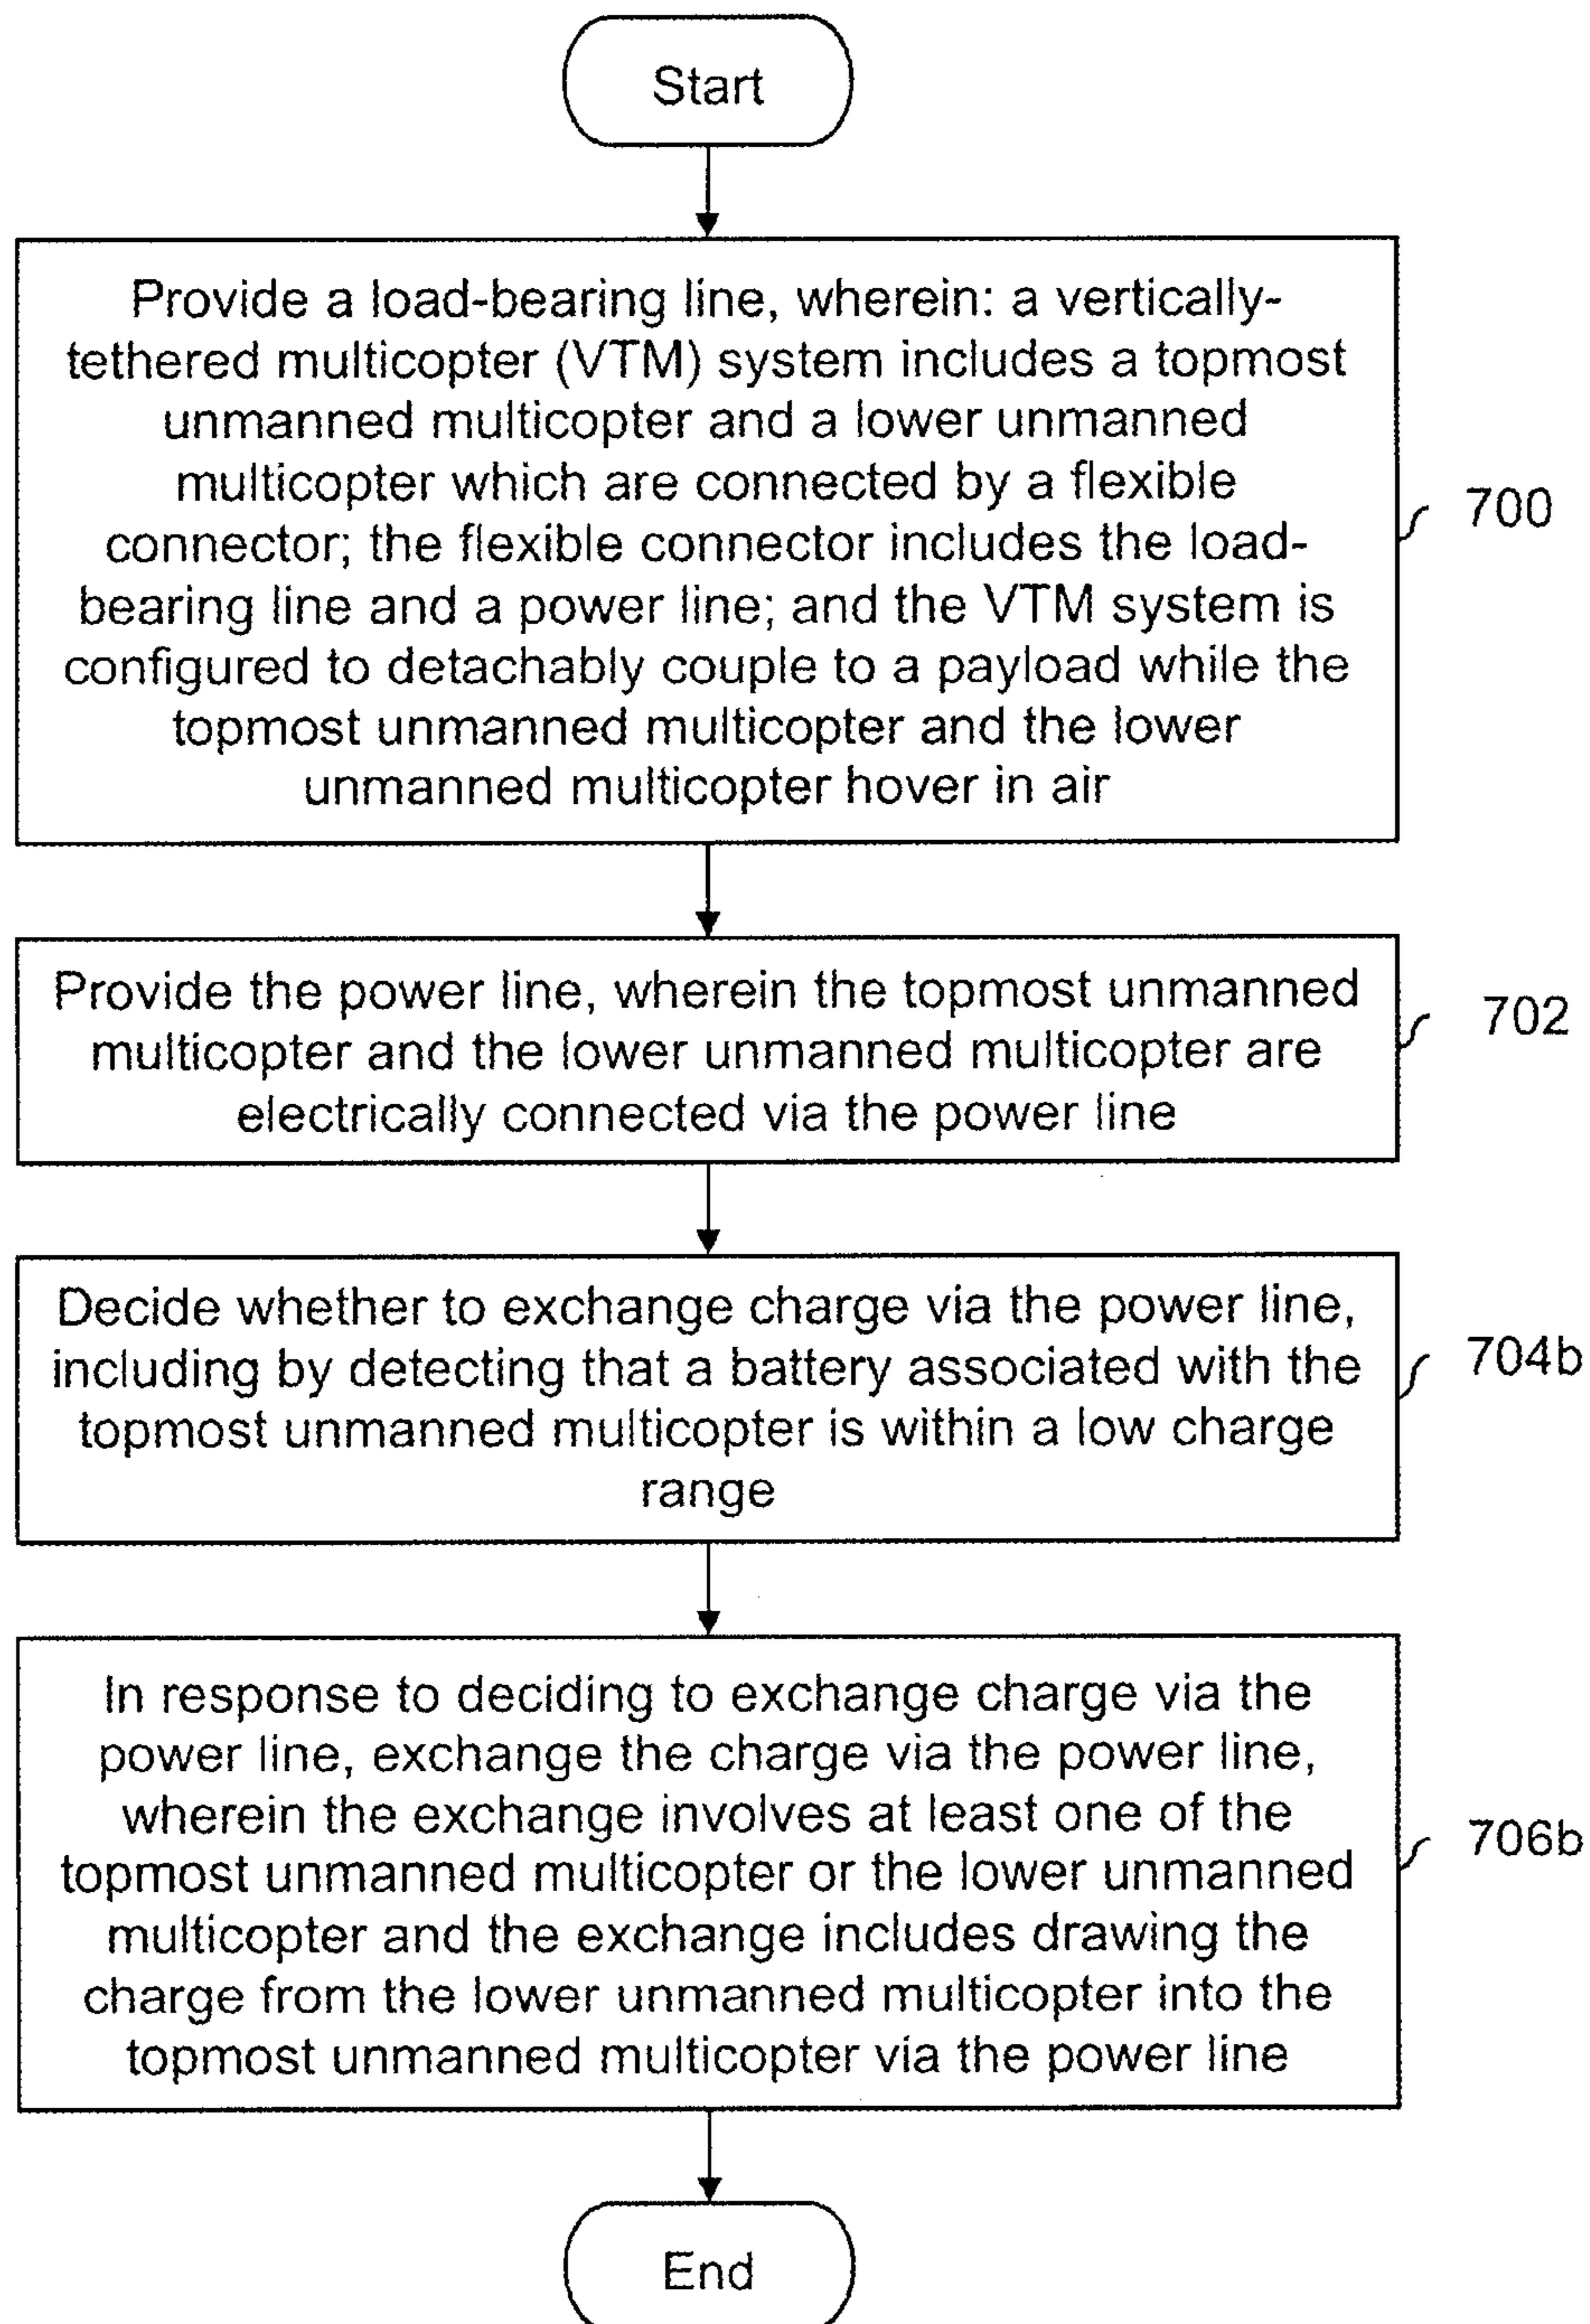 Start
Provide a load-bearing line, wherein: a vertically-
tethered multicopter (VTM) system includes a topmost
unmanned multicopter and a lower unmanned
multicopter which are connected by a flexible
connector; the flexible connector includes the load-
bearing line and a power line; and the VTM system is
configured to detachably couple to a payload while the
topmost unmanned multicopter and the lower
unmanned multicopter hover in air
700
Provide the power line, wherein the topmost unmanned
multicopter and the lower unmanned multicopter are
electrically connected via the power line
702
Decide whether to exchange charge via the power line,
including by detecting that a battery associated with the
topmost unmanned multicopter is within a low charge
range
704b
In response to deciding to exchange charge via the
power line, exchange the charge via the power line,
wherein the exchange involves at least one of the
topmost unmanned multicopter or the lower unmanned
multicopter and the exchange includes drawing the
charge from the lower unmanned multicopter into the
topmost unmanned multicopter via the power line
706b
End